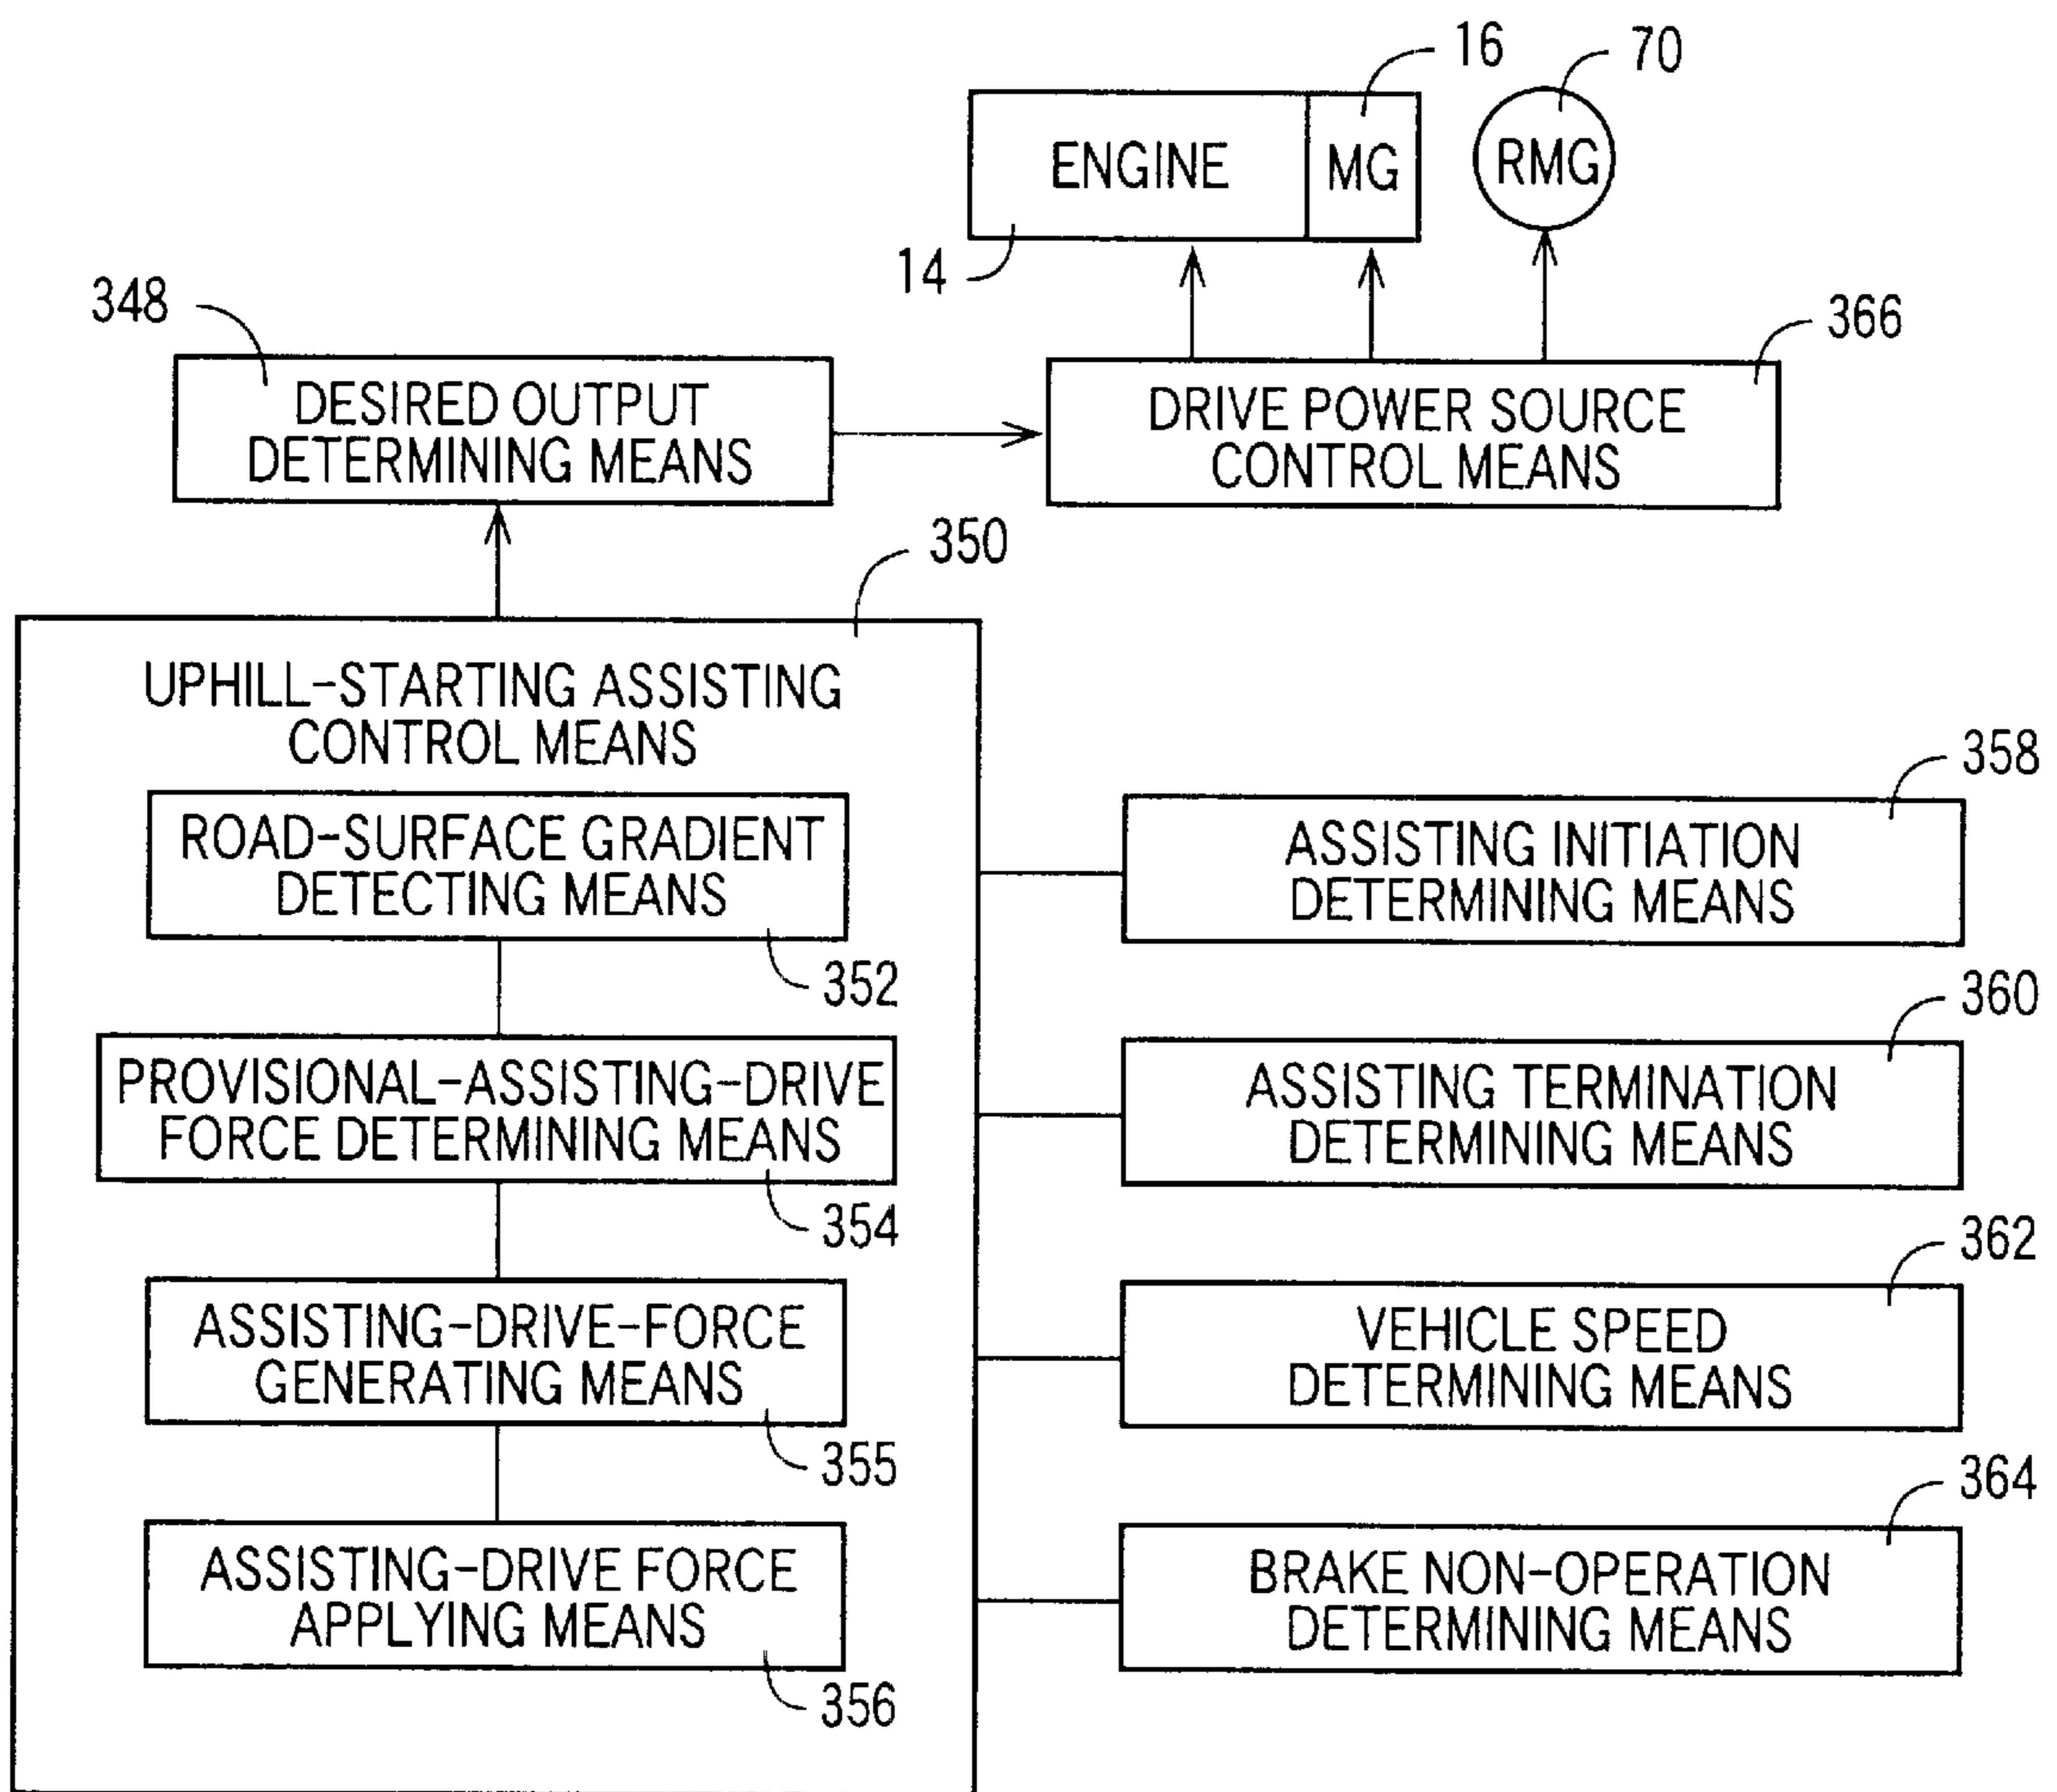 16
70
ENGINE
MG
RMG
14
348
366
DESIRED OUTPUT
DETERMINING MEANS
DRIVE POWER SOURCE
CONTROL MEANS
350
UPHILL-STARTING ASSISTING
CONTROL MEANS
358
ROAD-SURFACE GRADIENT
DETECTING MEANS
352
ASSISTING INITIATION
DETERMINING MEANS
360
PROVISIONAL-ASSISTING-DRIVE
FORCE DETERMINING MEANS
354
ASSISTING TERMINATION
DETERMINING MEANS
362
ASSISTING-DRIVE-FORCE
GENERATING MEANS
355
VEHICLE SPEED
DETERMINING MEANS
364
ASSISTING-DRIVE FORCE
APPLYING MEANS
356
BRAKE NON-OPERATION
DETERMINING MEANS